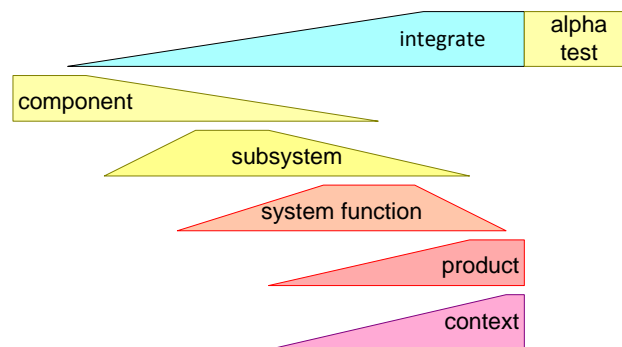 integrate
alpha
test
component
subsystem
system function
product
context